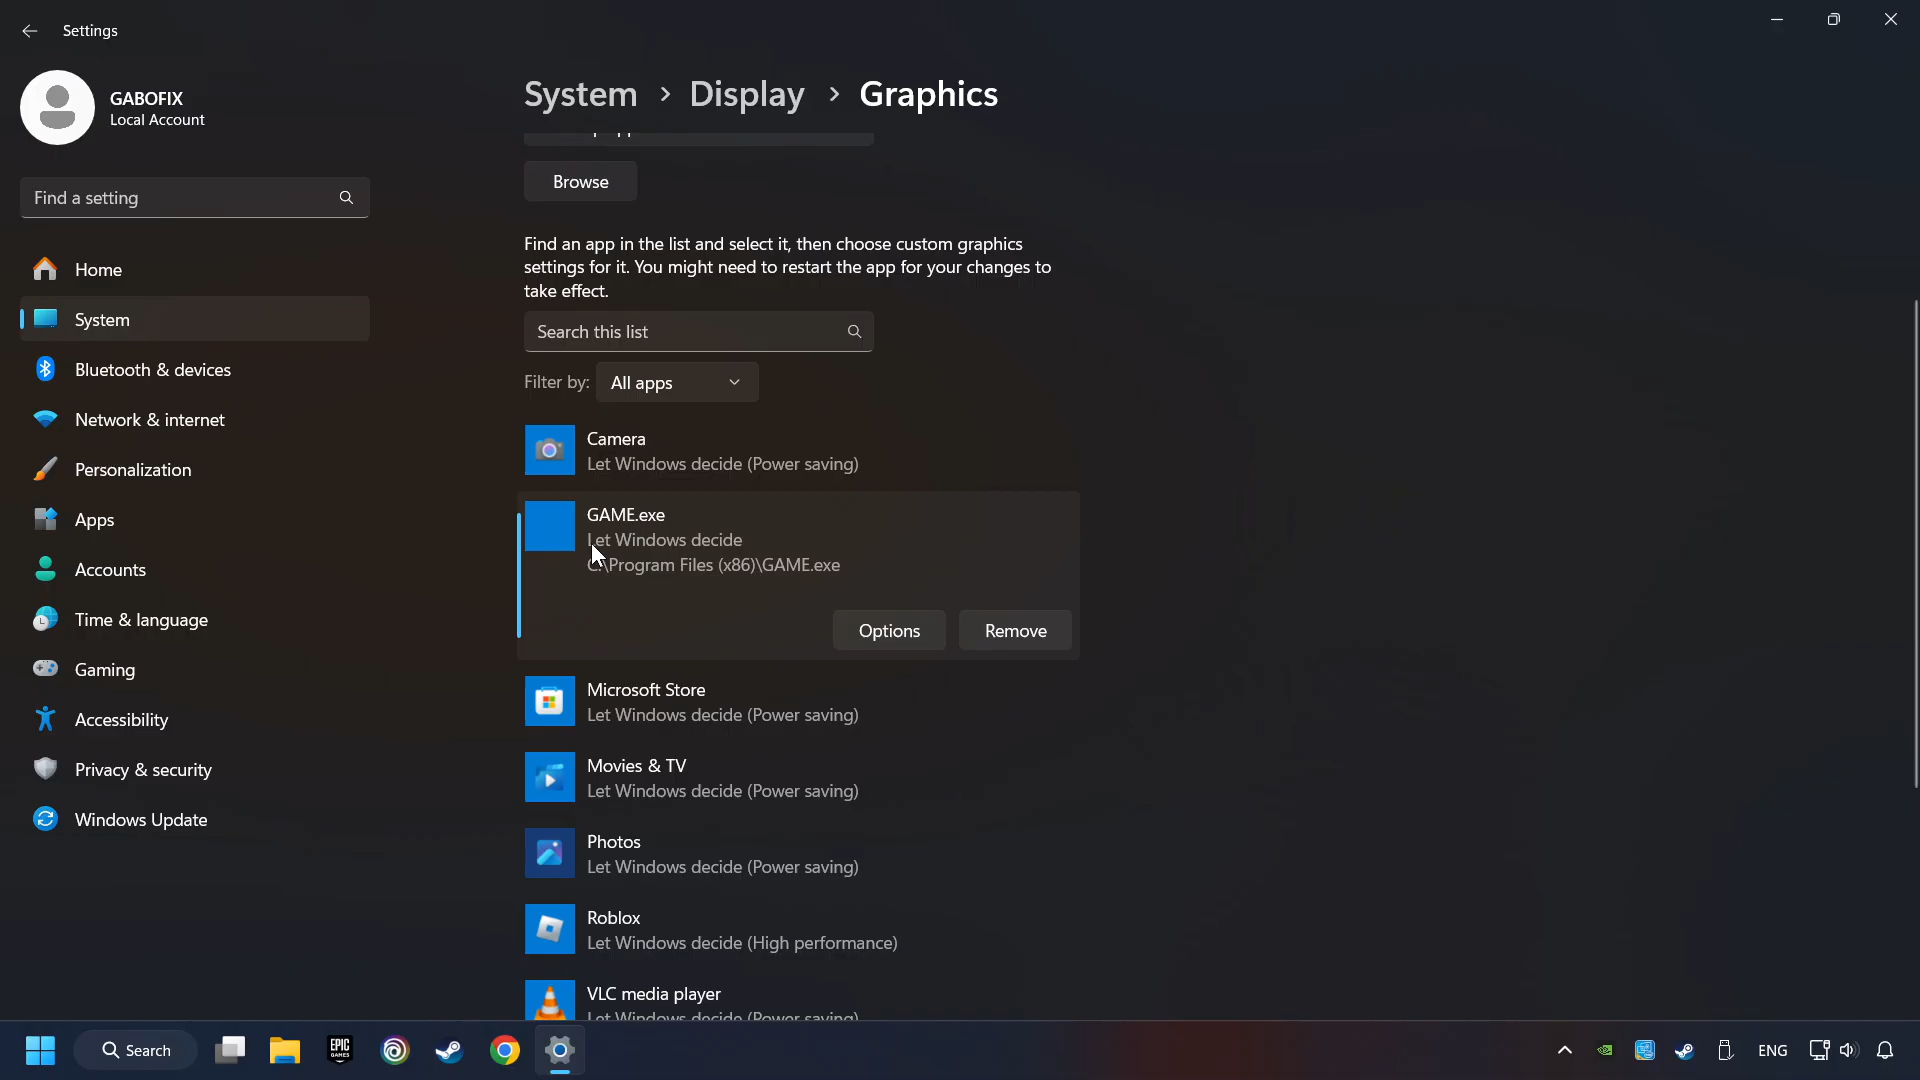 Settings
GABOFIX
Local Account
Find a setting
Home
System
Bluetooth & devices
Network & internet
Personalization
Apps
Accounts
Time & language
Gaming
Accessibility
Privacy & security
Windows Update
System > Display > Graphics
Browse
Find an app in the list and select it, then choose custom graphics
settings for it. You might need to restart the app for your changes to
take effect.
Search this list
Filter by: All apps
Camera
Let Windows decide (Power saving)
GAME.exe
Let Windows decide
C:\Program Files (x86)\GAME.exe
Options Remove
Microsoft Store
Let Windows decide (Power saving)
Movies & TV
Let Windows decide (Power saving)
Photos
Let Windows decide (Power saving)
Roblox
Let Windows decide (High performance)
VLC media player
Let Windows decide (Power saving)
Search
EPIC
GAMES
ENG